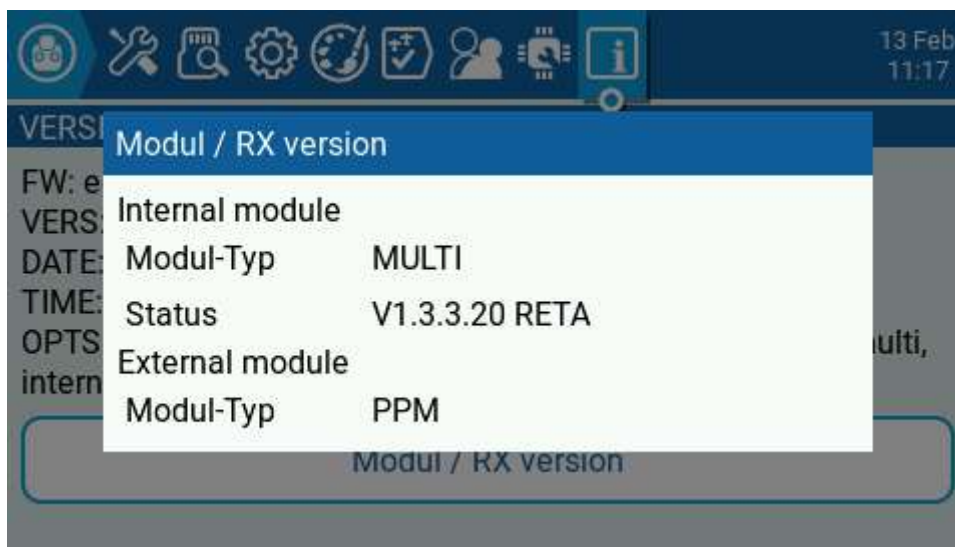 13 Feb
11:17
VERSI
Modul / RX version
FW: e
VERS:
DATE:
TIME:
OPTS
intern
Internal module
Modul-Typ MULTI
Status V1.3.3.20 RETA
External module
Modul-Typ PPM
ulti,
Modul / RX version